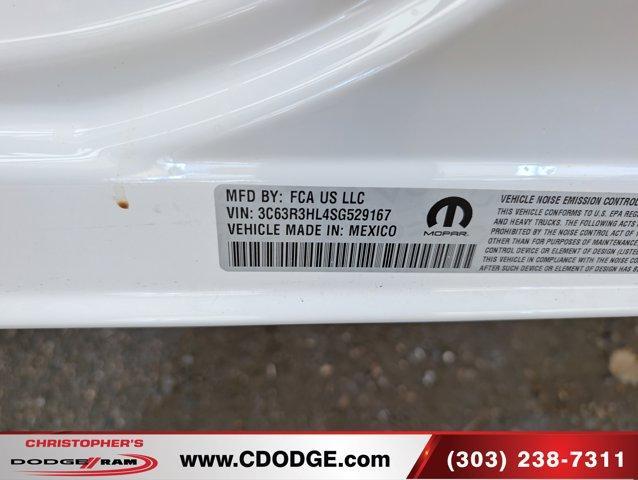 MFD BY: FCA US LLC
VIN: 3C63R3HL4SG529167
VEHICLE MADE IN: MEXICO
MOPAR
VEHICLE NOISE EMISSION CONTROL
THIS VEHICLE CONFORMS TO U.S. EPA REG
AND HEAVY TRUCKS. THE FOLLOWING ACTS
PROHIBITED BY THE NOISE CONTROL ACT OF
OTHER THAN FOR PURPOSES OF MAINTENANCE
CONTROL DEVICE OR ELEMENT OF DESIGN (LISTED
THIS VEHICLE IN COMPLIANCE WITH THE NOISE
AFTER SUCH DEVICE OR ELEMENT OF DESIGN HAS B
CHRISTOPHER'S
DODGE//RAM
www.CDODGE.com
(303) 238-7311